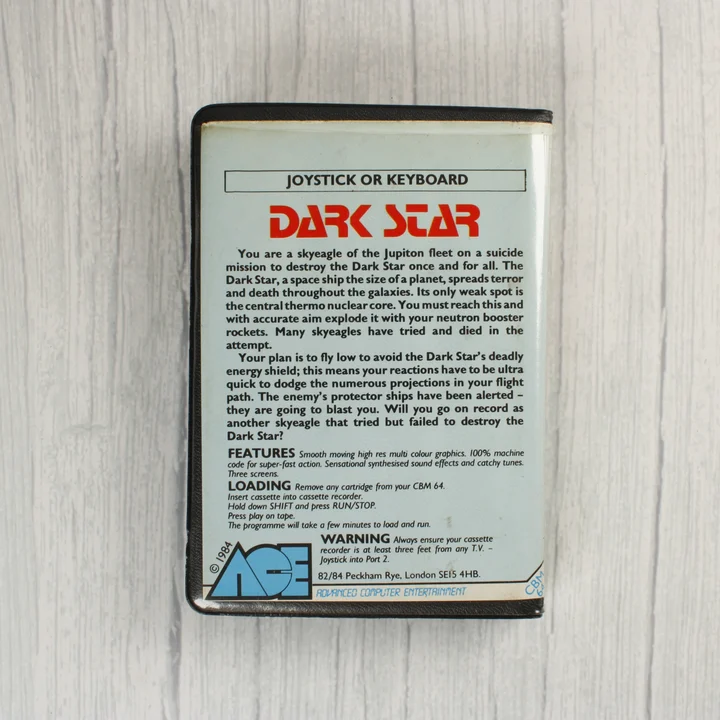 JOYSTICK OR KEYBOARD
DARK STAR
You are a skyeagle of the Jupiton fleet on a suicide
mission to destroy the Dark Star once and for all. The
Dark Star, a space ship the size of a planet, spreads terror
and death throughout the galaxies. Its only weak spot is
the central thermo nuclear core. You must reach this and
with accurate aim explode it with your neutron booster
rockets. Many skyeagles have tried and died in the
attempt.
Your plan is to fly low to avoid the Dark Star's deadly
energy shield; this means your reactions have to be ultra
quick to dodge the numerous projections in your flight
path. The enemy's protector ships have been alerted –
they are going to blast you. Will you go on record as
another skyeagle that tried but failed to destroy the
Dark Star?
FEATURES Smooth moving high res multi colour graphics. 100% machine
code for super-fast action. Sensational synthesised sound effects and catchy tunes.
Three screens.
LOADING Remove any cartridge from your CBM 64.
Insert cassette into cassette recorder.
Hold down SHIFT and press RUN/STOP.
Press play on tape.
The programme will take a few minutes to load and run.
WARNING Always ensure your cassette
recorder is at least three feet from any T.V. –
Joystick into Port 2.
© 1984
ACE
82/84 Peckham Rye, London SE15 4HB.
ADVANCED COMPUTER ENTERTAINMENT
CBM